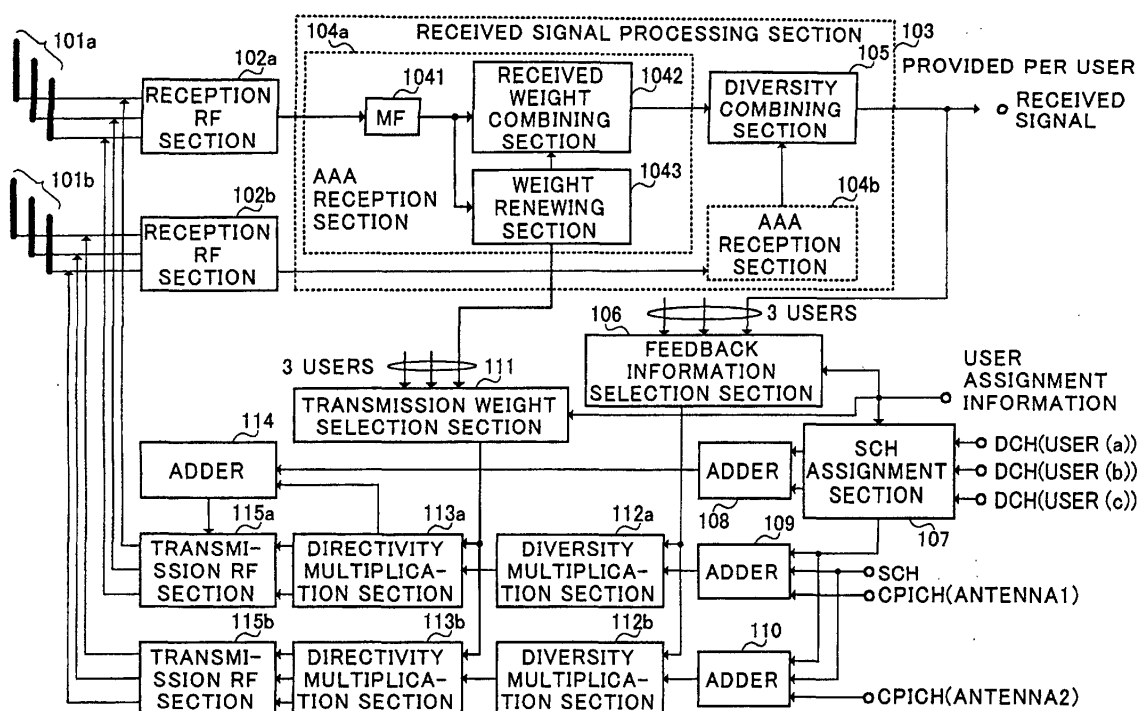 RECEIVED SIGNAL PROCESSING SECTION
103
104a
101a
102a
RECEPTION
RF
SECTION
1041
MF
RECEIVED
WEIGHT
COMBINING
SECTION
1042
105
DIVERSITY
COMBINING
SECTION
PROVIDED PER USER
RECEIVED
SIGNAL
AAA
RECEPTION
SECTION
WEIGHT
RENEWING
SECTION
1043
104b
AAA
RECEPTION
SECTION
101b
102b
RECEPTION
RF
SECTION
3 USERS
106
FEEDBACK
INFORMATION
SELECTION SECTION
3 USERS
111
TRANSMISSION WEIGHT
SELECTION SECTION
USER
ASSIGNMENT
INFORMATION
114
ADDER
ADDER
108
SCH
ASSIGNMENT
SECTION
107
DCH(USER (a))
DCH(USER (b))
DCH(USER (c))
115a
TRANSMI-
SSION RF
SECTION
113a
DIRECTIVITY
MULTIPLICA-
TION SECTION
112a
DIVERSITY
MULTIPLICA-
TION SECTION
109
ADDER
SCH
CPICH(ANTENNA1)
115b
TRANSMI-
SSION RF
SECTION
113b
DIRECTIVITY
MULTIPLICA-
TION SECTION
112b
DIVERSITY
MULTIPLICA-
TION SECTION
110
ADDER
CPICH(ANTENNA2)